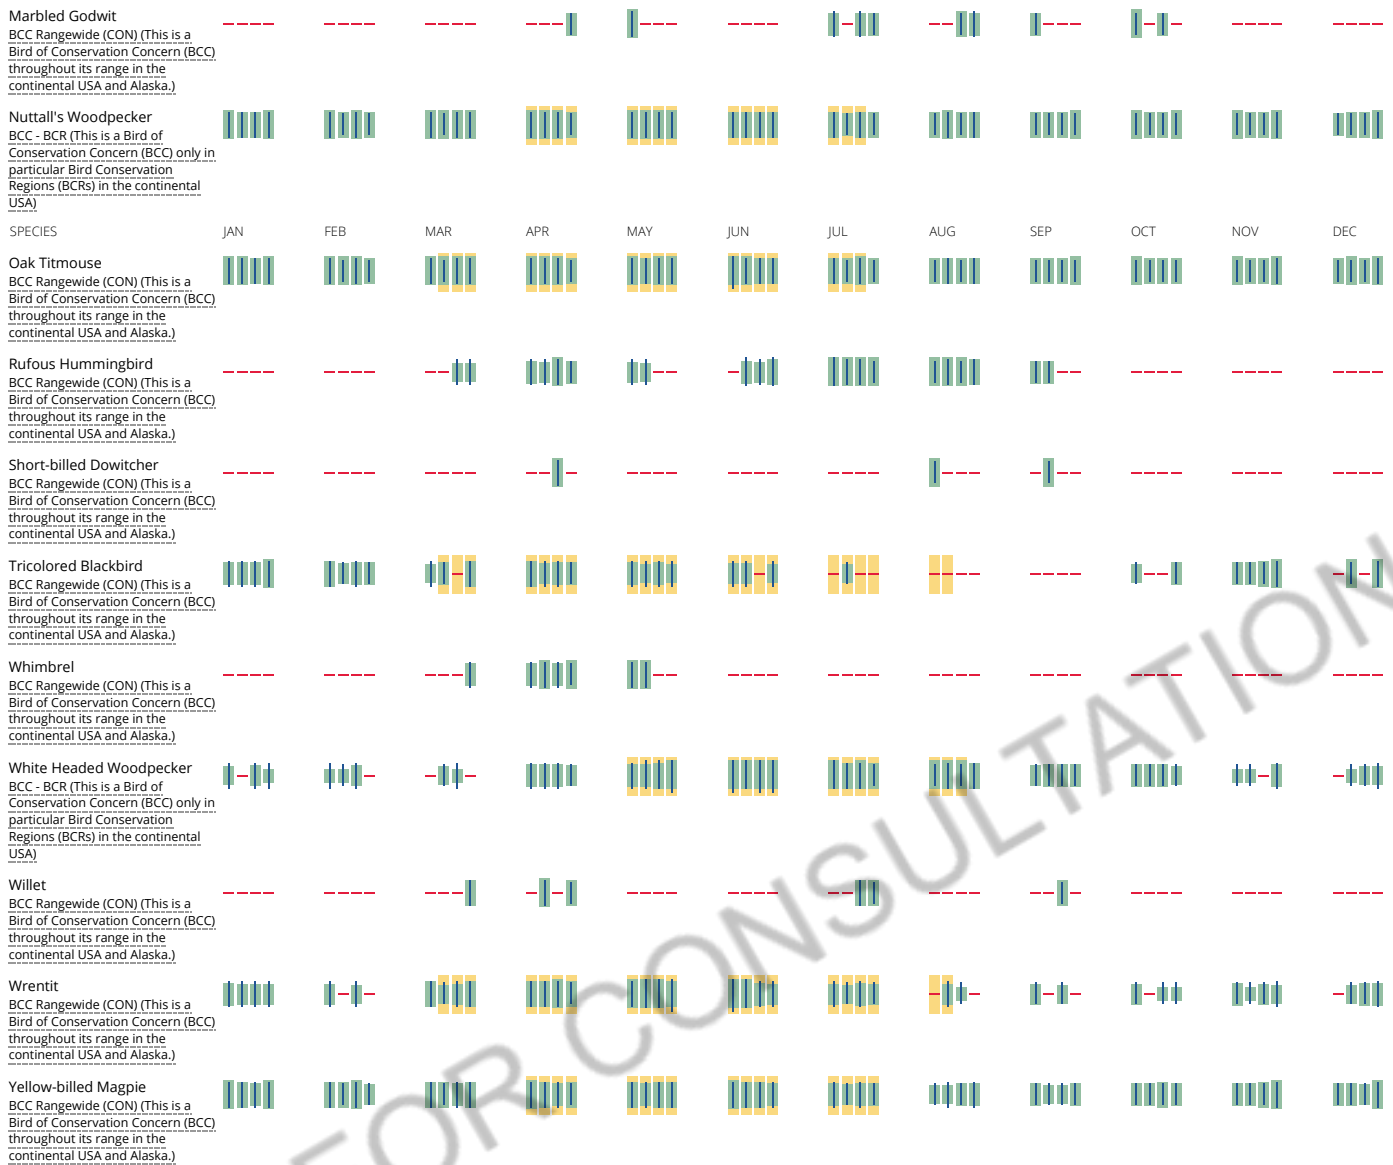 Marbled Godwit
BCC Rangewide (CON) (This is a
Bird of Conservation Concern (BCC)
throughout its range in the
continental USA and Alaska.)
Nuttall's Woodpecker
BCC - BCR (This is a Bird of
Conservation Concern (BCC) only in
particular Bird Conservation
Regions (BCRs) in the continental
USA)
SPECIES JAN FEB MAR APR MAY JUN JUL AUG SEP OCT NOV DEC
Oak Titmouse
BCC Rangewide (CON) (This is a
Bird of Conservation Concern (BCC)
throughout its range in the
continental USA and Alaska.)
Rufous Hummingbird
BCC Rangewide (CON) (This is a
Bird of Conservation Concern (BCC)
throughout its range in the
continental USA and Alaska.)
Short-billed Dowitcher
BCC Rangewide (CON) (This is a
Bird of Conservation Concern (BCC)
throughout its range in the
continental USA and Alaska.)
Tricolored Blackbird
BCC Rangewide (CON) (This is a
Bird of Conservation Concern (BCC)
throughout its range in the
continental USA and Alaska.)
Whimbrel
BCC Rangewide (CON) (This is a
Bird of Conservation Concern (BCC)
throughout its range in the
continental USA and Alaska.)
White Headed Woodpecker
BCC - BCR (This is a Bird of
Conservation Concern (BCC) only in
particular Bird Conservation
Regions (BCRs) in the continental
USA)
Willet
BCC Rangewide (CON) (This is a
Bird of Conservation Concern (BCC)
throughout its range in the
continental USA and Alaska.)
Wrentit
BCC Rangewide (CON) (This is a
Bird of Conservation Concern (BCC)
throughout its range in the
continental USA and Alaska.)
Yellow-billed Magpie
BCC Rangewide (CON) (This is a
Bird of Conservation Concern (BCC)
throughout its range in the
continental USA and Alaska.)
FOR CONSULTATION